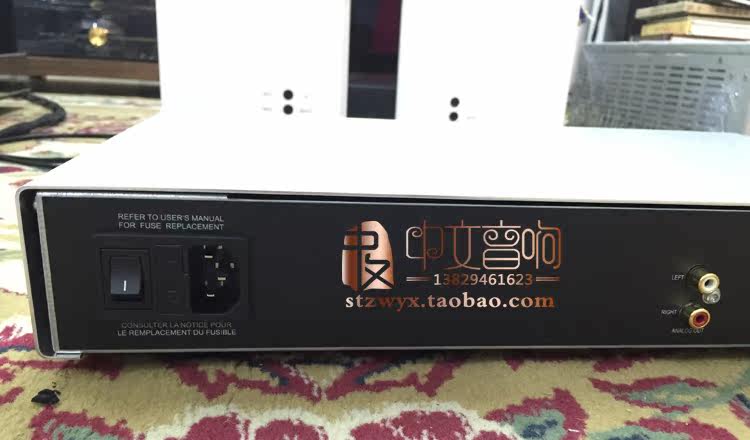 REFER TO USER'S MANUAL
FOR FUSE REPLACEMENT
CONSULTER LA NOTICE POUR
LE REMPLACEMENT DU FUSIBLE
中文音响
13829461623
stzwyx.taobao.com
LEFT
RIGHT
ANALOG OUT